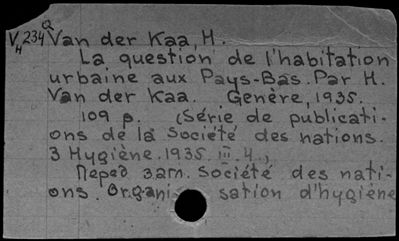 V 234 Q Van der Kaa, H.
H
La question de l'habitation
urbaine aux Pays-Bas. Par H.
Van der Kaa. Genère, 1935.
109 p. (Série de publicati-
ons de la Société des nations.
3 Hygiène. 1935. III. 4.,
Перед загл. Société des nati-
ons. Organisation d'hygiène